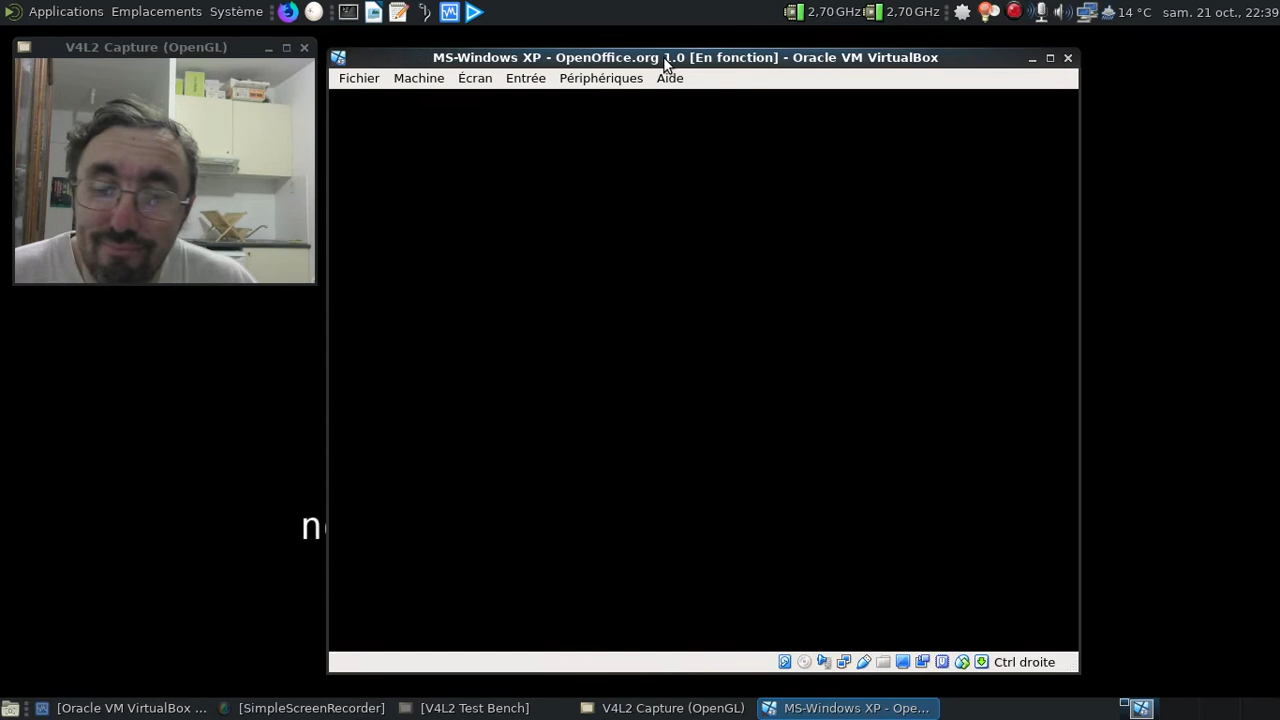 Applications Emplacements Système 2,70 GHz 2,70 GHz 14 °C sam. 21 oct., 22:39
V4L2 Capture (OpenGL)
MS-Windows XP - OpenOffice.org 1.0 [En fonction] - Oracle VM VirtualBox
Fichier Machine Écran Entrée Périphériques Aide
Ctrl droite
[Oracle VM VirtualBox ... [SimpleScreenRecorder] [V4L2 Test Bench] V4L2 Capture (OpenGL) MS-Windows XP - Ope...